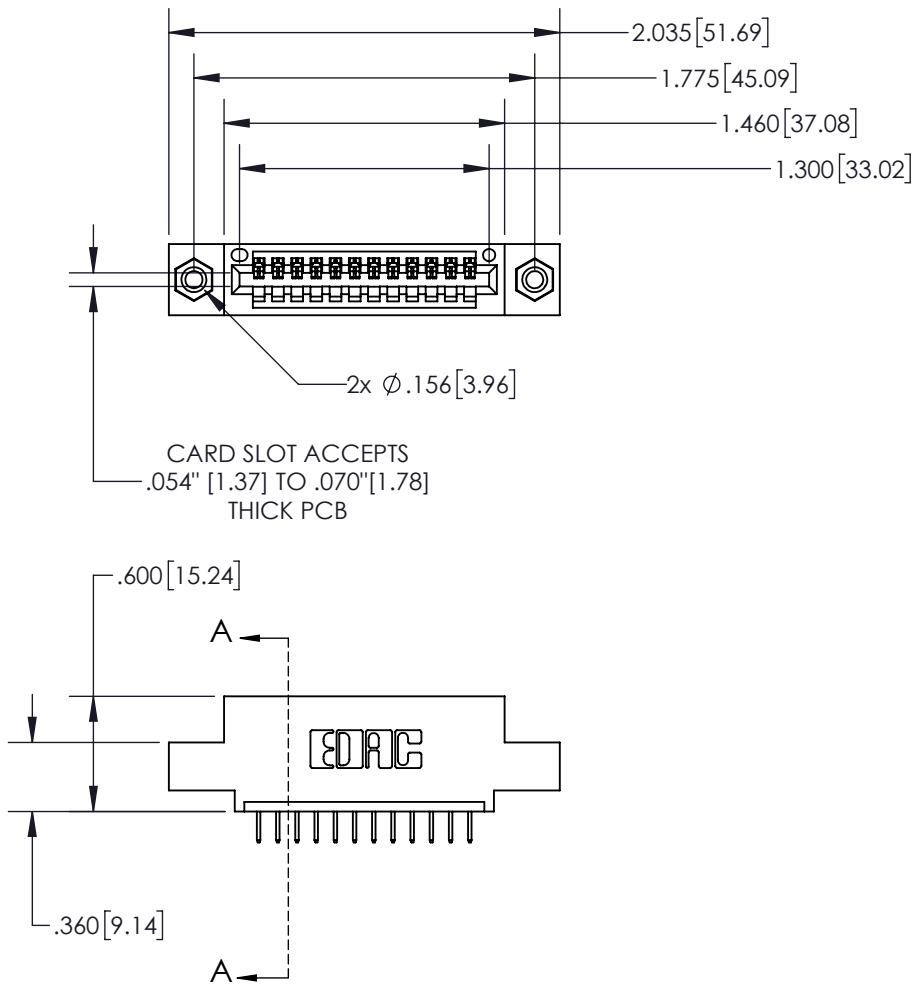 2.035[51.69]
1.775[45.09]
1.460[37.08]
1.300[33.02]
2x Ø.156[3.96]
CARD SLOT ACCEPTS
.054" [1.37] TO .070"[1.78]
THICK PCB
.600[15.24]
A
EDAC
.360[9.14]
A